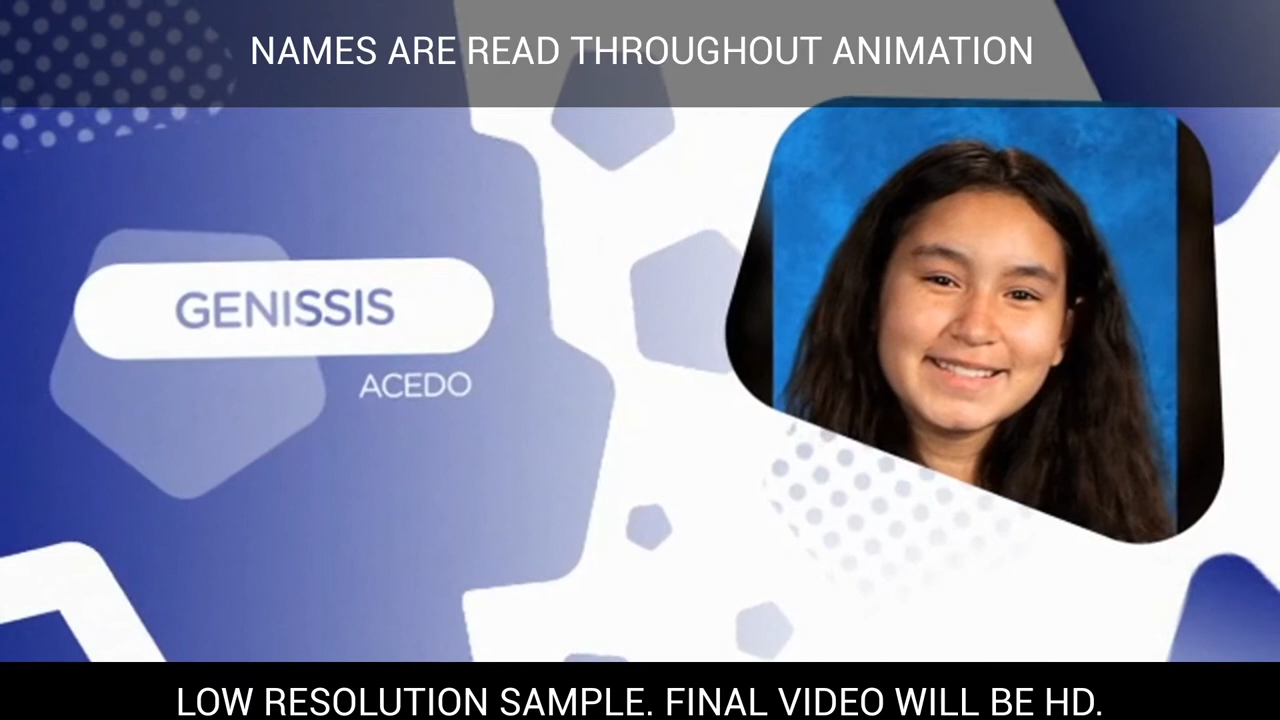 NAMES ARE READ THROUGHOUT ANIMATION
GENISSIS
ACEDO
LOW RESOLUTION SAMPLE. FINAL VIDEO WILL BE HD.